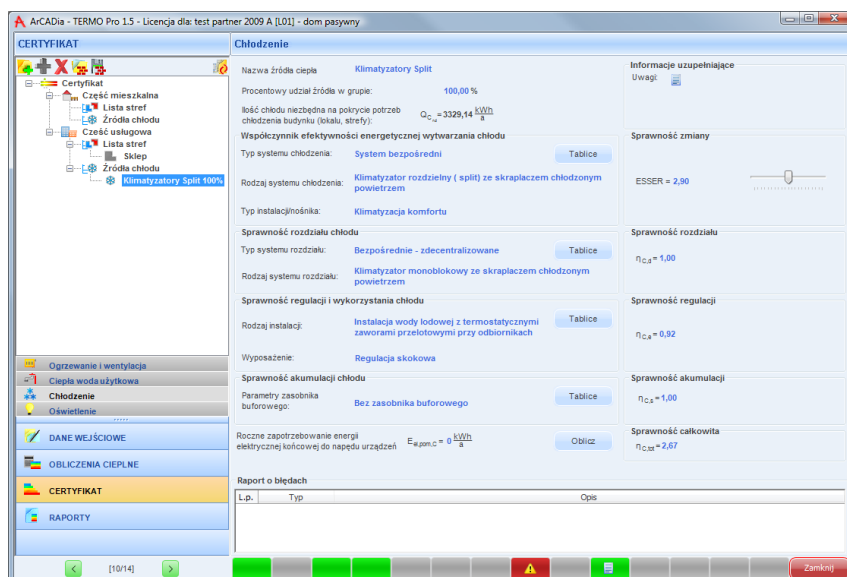 ArCADia - TERMO Pro 1.5 - Licencja dla: test partner 2009 A [L01] - dom pasywny
CERTYFIKAT
Certyfikat
Część mieszkalna
Lista stref
Źródła chłodu
Cześć usługowa
Lista stref
Sklep
Źródła chłodu
Klimatyzatory Split 100%
Ogrzewanie i wentylacja
Ciepła woda użytkowa
Chłodzenie
Oświetlenie
DANE WEJŚCIOWE
OBLICZENIA CIEPLNE
CERTYFIKAT
RAPORTY
[10/14]
Chłodzenie
Nazwa źródła ciepła Klimatyzatory Split
Procentowy udział źródła w grupie: 100,00 %
Ilość chłodu niezbędna na pokrycie potrzeb
chłodzenia budynku (lokalu, strefy): Q C,nd =3329,14 kWh/a
Informacje uzupełniające
Uwagi:
Współczynnik efektywności energetycznej wytwarzania chłodu
Typ systemu chłodzenia: System bezpośredni Tablice
Rodzaj systemu chłodzenia: Klimatyzator rozdzielny ( split) ze skraplaczem chłodzonym
powietrzem
Typ instalacji/nośnika: Klimatyzacja komfortu
Sprawność zmiany
ESSER = 2,90
Sprawność rozdziału chłodu
Typ systemu rozdziału: Bezpośrednie - zdecentralizowane Tablice
Rodzaj systemu rozdziału: Klimatyzator monoblokowy ze skraplaczem chłodzonym
powietrzem
Sprawność rozdziału
η C,d = 1,00
Sprawność regulacji i wykorzystania chłodu
Rodzaj instalacji: Instalacja wody lodowej z termostatycznymi
zaworami przelotowymi przy odbiornikach Tablice
Wyposażenie: Regulacja skokowa
Sprawność regulacji
η C,e = 0,92
Sprawność akumulacji chłodu
Parametry zasobnika
buforowego: Bez zasobnika buforowego Tablice
Sprawność akumulacji
η C,s =1,00
Roczne zapotrzebowanie energii
elektrycznej końcowej do napędu urządzeń E el,pom,C = 0 kWh/a Oblicz
Sprawność całkowita
η C,tot =2,67
Raport o błędach
L.p. Typ Opis
Zamknij